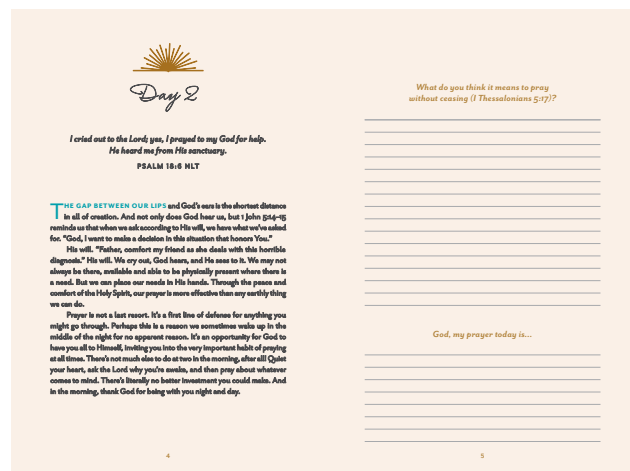 Day 2
I cried out to the Lord; yes, I prayed to my God for help.
He heard me from His sanctuary.
PSALM 18:6 NLT
THE GAP BETWEEN OUR LIPS and God's ears is the shortest distance
in all of creation. And not only does God hear us, but 1 John 5:14–15
reminds us that when we ask according to His will, we have what we've asked
for. "God, I want to make a decision in this situation that honors You."
His will. "Father, comfort my friend as she deals with this horrible
diagnosis." His will. We cry out, God hears, and He sees to it. We may not
always be there, available and able to be physically present where there is
a need. But we can place our needs in His hands. Through the peace and
comfort of the Holy Spirit, our prayer is more effective than any earthly thing
we can do.
Prayer is not a last resort. It's a first line of defense for anything you
might go through. Perhaps this is a reason we sometimes wake up in the
middle of the night for no apparent reason. It's an opportunity for God to
have you all to Himself, inviting you into the very important habit of praying
at all times. There's not much else to do at two in the morning, after all! Quiet
your heart, ask the Lord why you're awake, and then pray about whatever
comes to mind. There's literally no better investment you could make. And
in the morning, thank God for being with you night and day.
4
What do you think it means to pray
without ceasing (1 Thessalonians 5:17)?
God, my prayer today is...
5